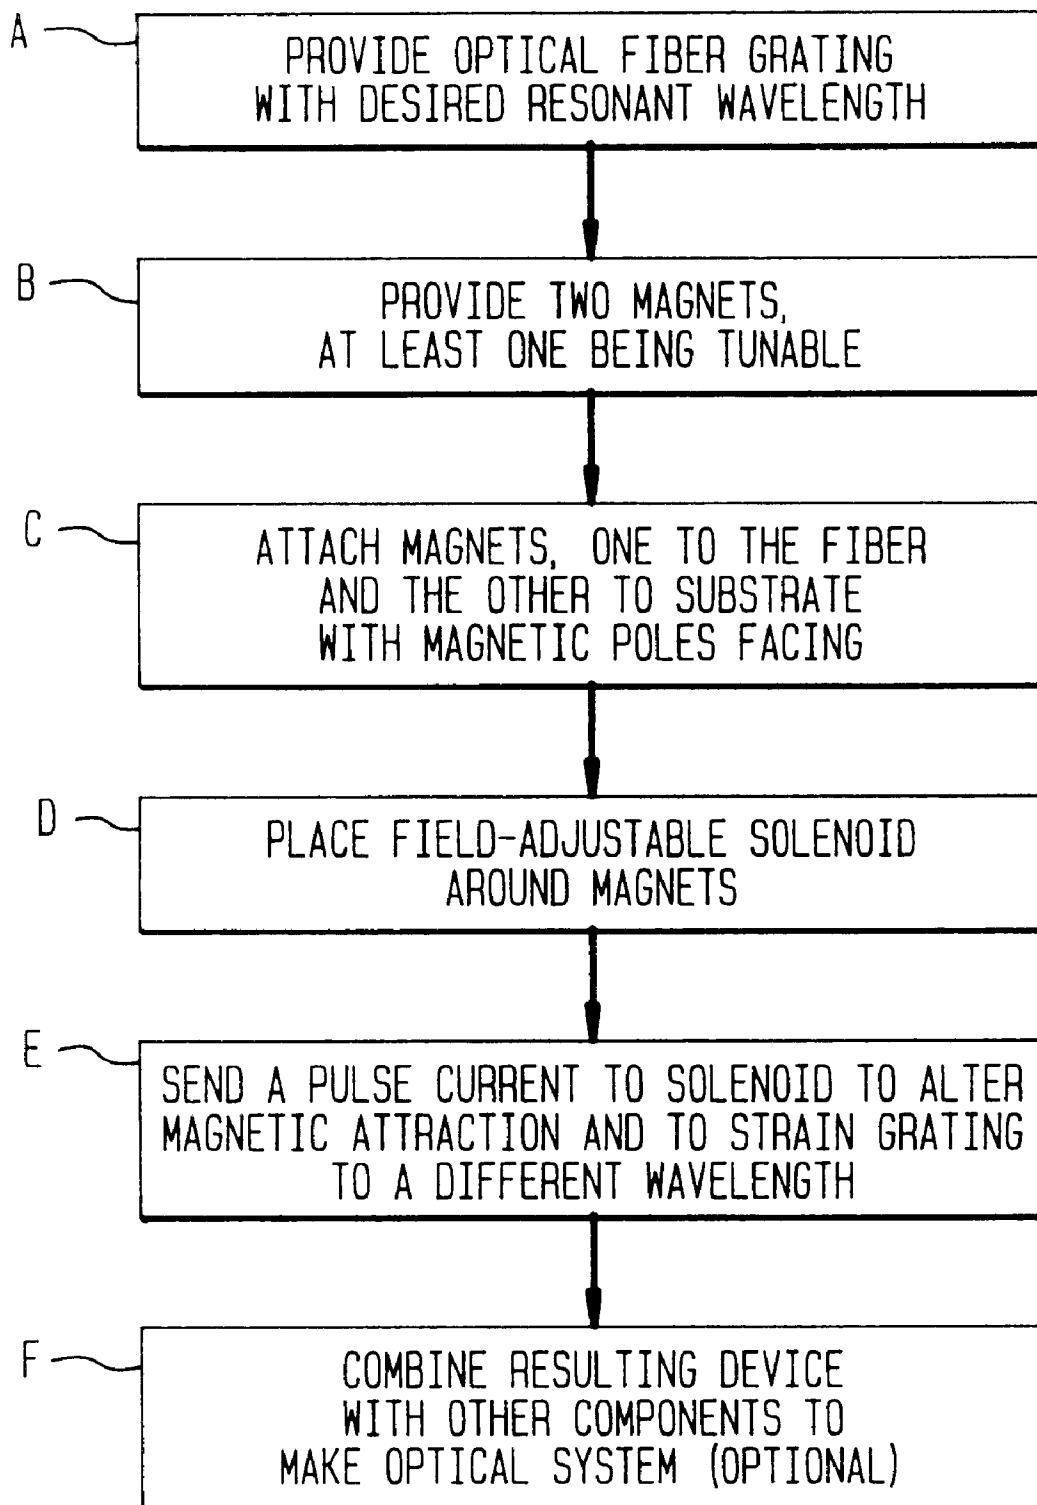 A
PROVIDE OPTICAL FIBER GRATING
WITH DESIRED RESONANT WAVELENGTH
B
PROVIDE TWO MAGNETS,
AT LEAST ONE BEING TUNABLE
C
ATTACH MAGNETS, ONE TO THE FIBER
AND THE OTHER TO SUBSTRATE
WITH MAGNETIC POLES FACING
D
PLACE FIELD-ADJUSTABLE SOLENOID
AROUND MAGNETS
E
SEND A PULSE CURRENT TO SOLENOID TO ALTER
MAGNETIC ATTRACTION AND TO STRAIN GRATING
TO A DIFFERENT WAVELENGTH
F
COMBINE RESULTING DEVICE
WITH OTHER COMPONENTS TO
MAKE OPTICAL SYSTEM (OPTIONAL)